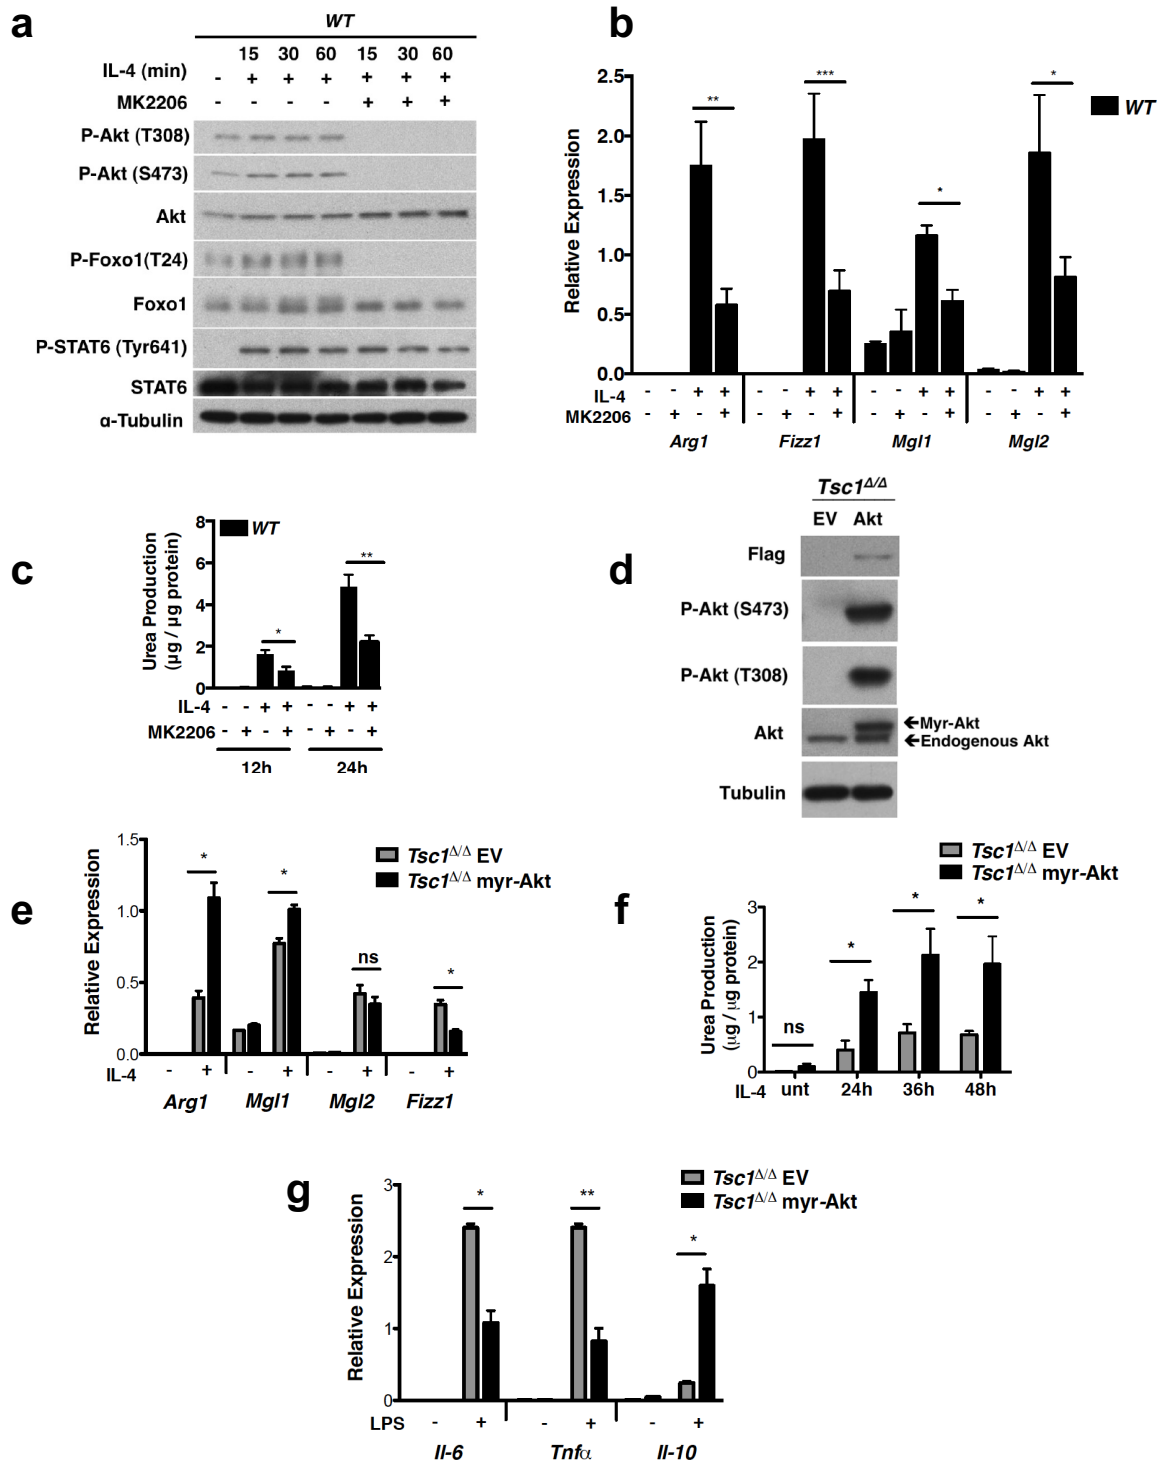 a
WT
15 30 60 15 30 60
IL-4 (min) - + + + + + +
MK2206 - - - - + + +
P-Akt (T308)
P-Akt (S473)
Akt
P-Foxo1(T24)
Foxo1
P-STAT6 (Tyr641)
STAT6
α-Tubulin
b
2.5
2.0
1.5
1.0
0.5
0.0
Relative Expression
** *** * *
WT
IL-4 - - + + - - + + - - + + - - + +
MK2206 - + - + - + - + - + - + - + - +
Arg1 Fizz1 Mgl1 Mgl2
c
8
6
4
2
0
Urea Production
(µg / µg protein)
WT
* **
IL-4 - - + + - - + +
MK2206 - + - + - + - +
12h 24h
d
Tsc1Δ/Δ
EV Akt
Flag
P-Akt (S473)
P-Akt (T308)
Akt
←Myr-Akt
←Endogenous Akt
Tubulin
e
1.5
1.0
0.5
0.0
Relative Expression
Tsc1Δ/Δ EV
Tsc1Δ/Δ myr-Akt
* * ns *
IL-4 - + - + - + - +
Arg1 Mgl1 Mgl2 Fizz1
f
3
2
1
0
Urea Production
(µg / µg protein)
Tsc1Δ/Δ EV
Tsc1Δ/Δ myr-Akt
ns * * *
IL-4 unt 24h 36h 48h
g
3
2
1
0
Relative Expression
Tsc1Δ/Δ EV
Tsc1Δ/Δ myr-Akt
* ** *
LPS - + - + - +
Il-6 Tnfα Il-10